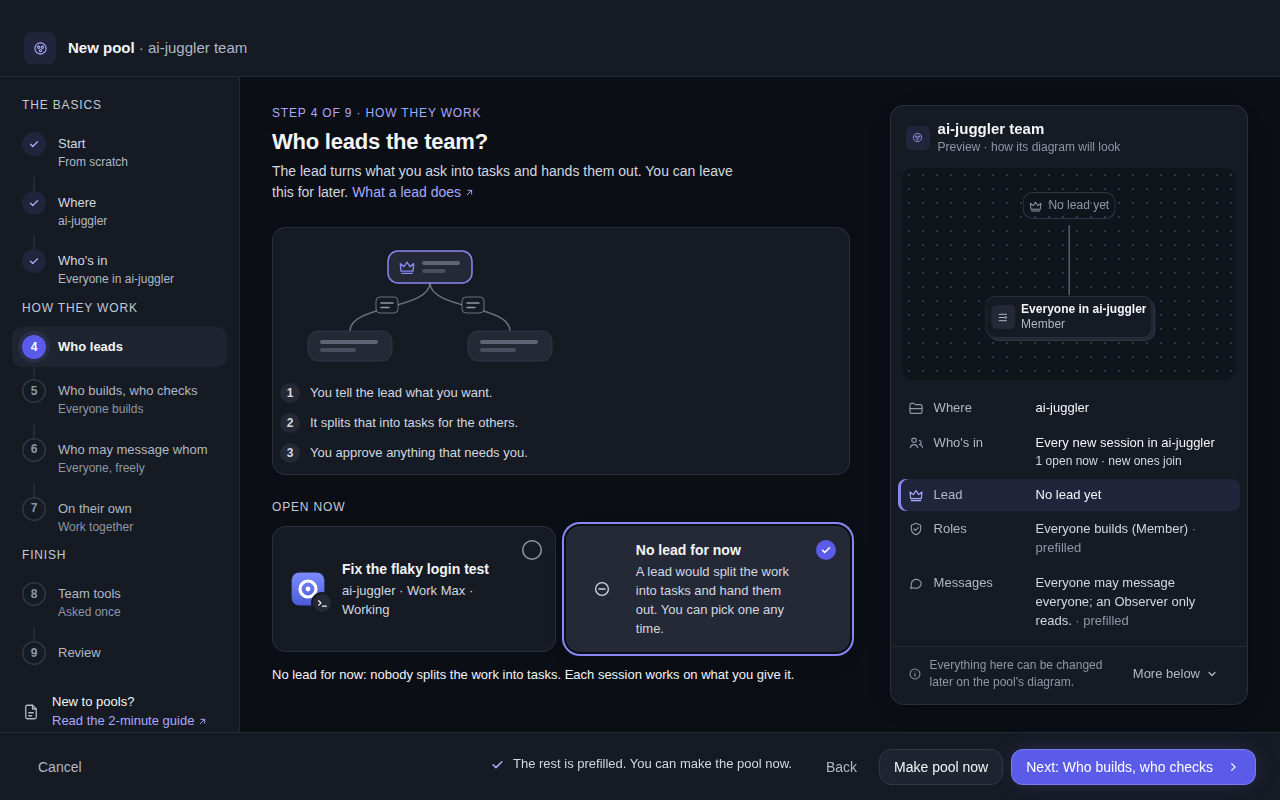 New pool · ai-juggler team
THE BASICS
Start
From scratch
Where
ai-juggler
Who's in
Everyone in ai-juggler
HOW THEY WORK
4 Who leads
5 Who builds, who checks
Everyone builds
6 Who may message whom
Everyone, freely
7 On their own
Work together
FINISH
8 Team tools
Asked once
9 Review
New to pools?
Read the 2-minute guide
STEP 4 OF 9 · HOW THEY WORK
Who leads the team?
The lead turns what you ask into tasks and hands them out. You can leave
this for later. What a lead does
1 You tell the lead what you want.
2 It splits that into tasks for the others.
3 You approve anything that needs you.
OPEN NOW
Fix the flaky login test
ai-juggler · Work Max ·
Working
No lead for now
A lead would split the work
into tasks and hand them
out. You can pick one any
time.
No lead for now: nobody splits the work into tasks. Each session works on what you give it.
ai-juggler team
Preview · how its diagram will look
No lead yet
Everyone in ai-juggler
Member
Where ai-juggler
Who's in Every new session in ai-juggler
1 open now · new ones join
Lead No lead yet
Roles Everyone builds (Member) ·
prefilled
Messages Everyone may message
everyone; an Observer only
reads. · prefilled
Everything here can be changed
later on the pool's diagram.
More below
Cancel
The rest is prefilled. You can make the pool now.
Back
Make pool now
Next: Who builds, who checks